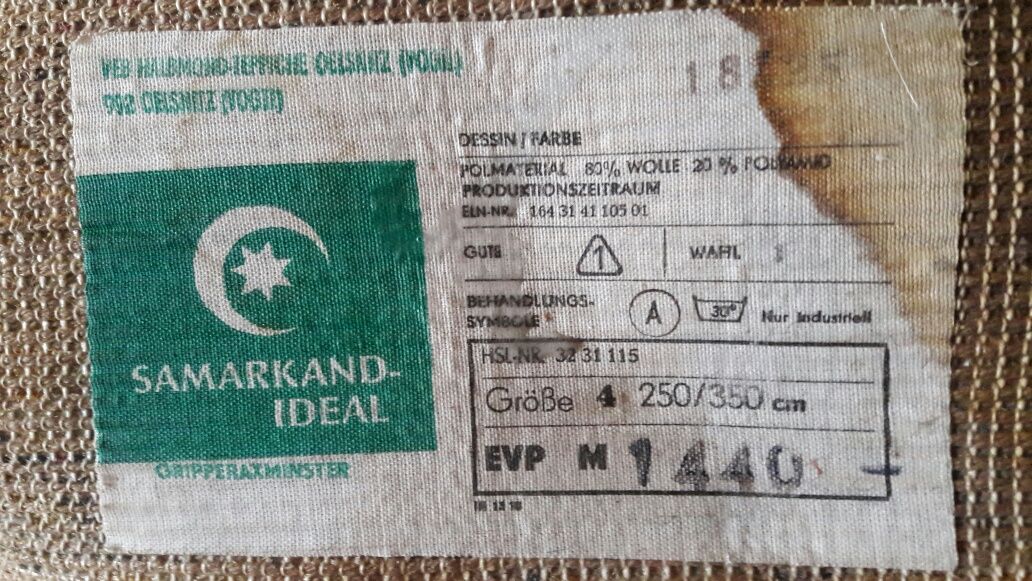 VEB HALBMOND-TEPPICHE OELSNITZ (VOGTL)
992 OELSNITZ (VOGTL)
18
DESSIN / FARBE
POLMATERIAL 80% WOLLE 20 % POLYAMID
PRODUKTIONSZEITRAUM
ELN-NR. 164 31 41 105 01
GÜTE 1 WAHL
BEHANDLUNGS-
SYMBOLE A 30° Nur industriell
HSL-NR. 32 31 115
Größe 4 250/350 cm
EVP M 1440,-
SAMARKAND-
IDEAL
GRIPPERAXMINSTER